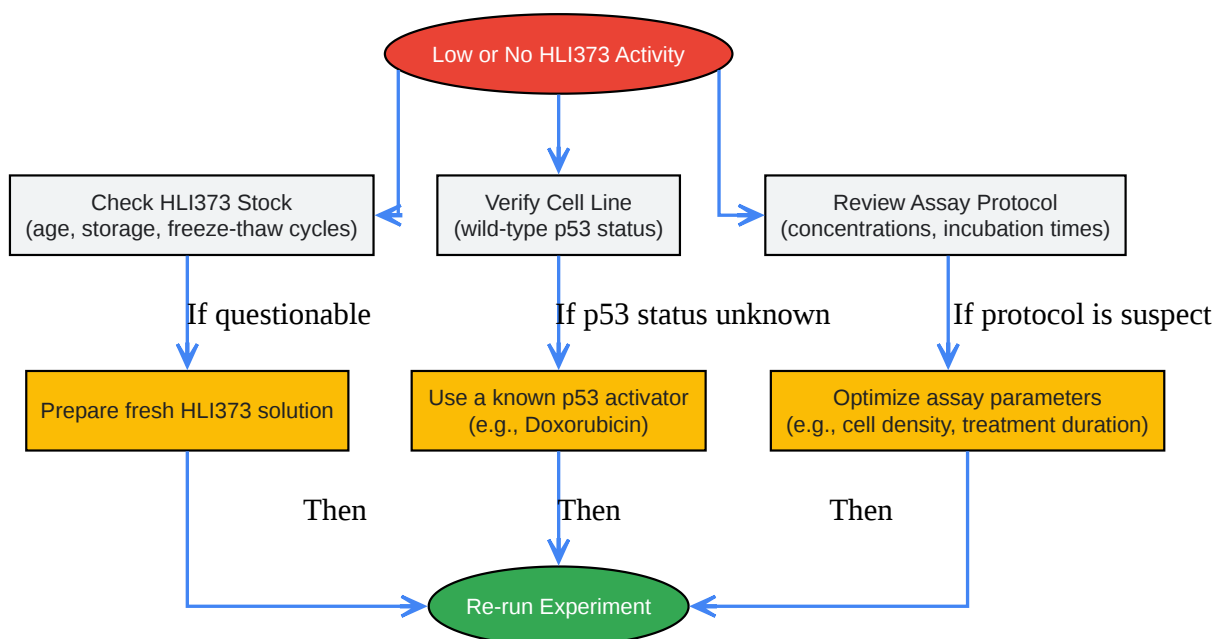 Low or No HLI373 Activity
Check HLI373 Stock
(age, storage, freeze-thaw cycles)
Verify Cell Line
(wild-type p53 status)
Review Assay Protocol
(concentrations, incubation times)
If questionable
If p53 status unknown
If protocol is suspect
Prepare fresh HLI373 solution
Use a known p53 activator
(e.g., Doxorubicin)
Optimize assay parameters
(e.g., cell density, treatment duration)
Then
Then
Then
Re-run Experiment